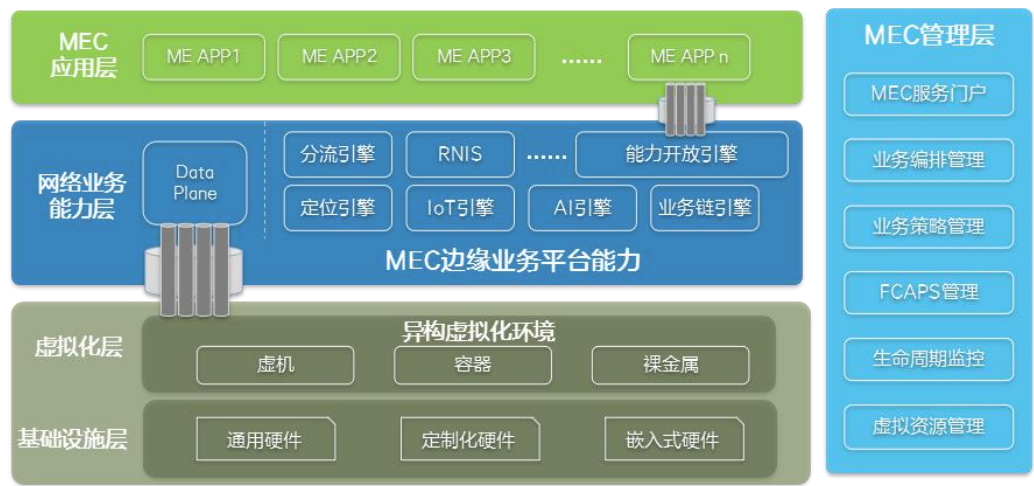 MEC
应用层
ME APP1
ME APP2
ME APP3
......
ME APP n
网络业务
能力层
Data
Plane
分流引擎
RNIS
......
能力开放引擎
定位引擎
IoT引擎
AI引擎
业务链引擎
MEC边缘业务平台能力
虚拟化层
异构虚拟化环境
虚机
容器
裸金属
基础设施层
通用硬件
定制化硬件
嵌入式硬件
MEC管理层
MEC服务门户
业务编排管理
业务策略管理
FCAPS管理
生命周期监控
虚拟资源管理